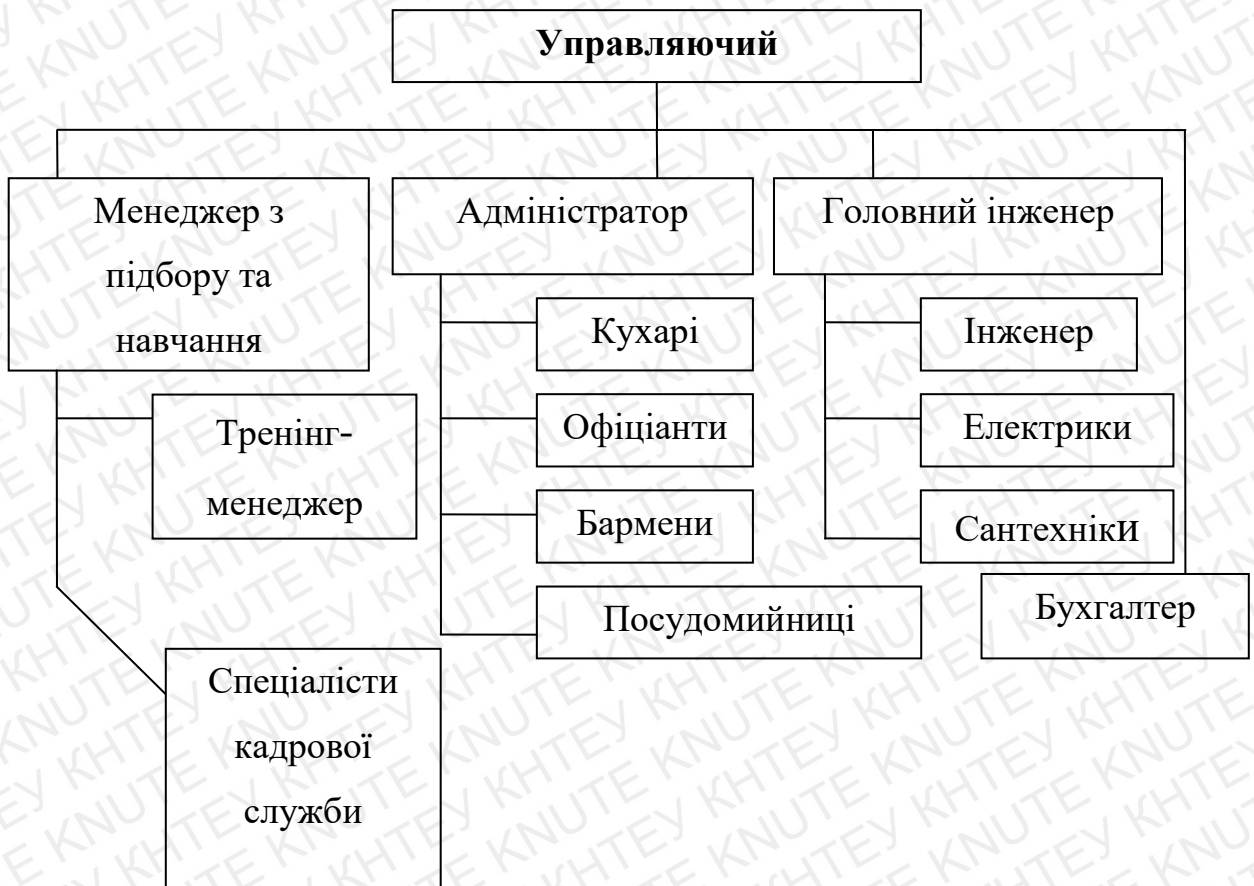 Управляючий
Менеджер з
підбору та
навчання
Адміністратор
Головний інженер
Кухарі
Інженер
Тренінг-
менеджер
Офіціанти
Електрики
Бармени
Сантехніки
Посудомийниці
Бухгалтер
Спеціалісти
кадрової
служби